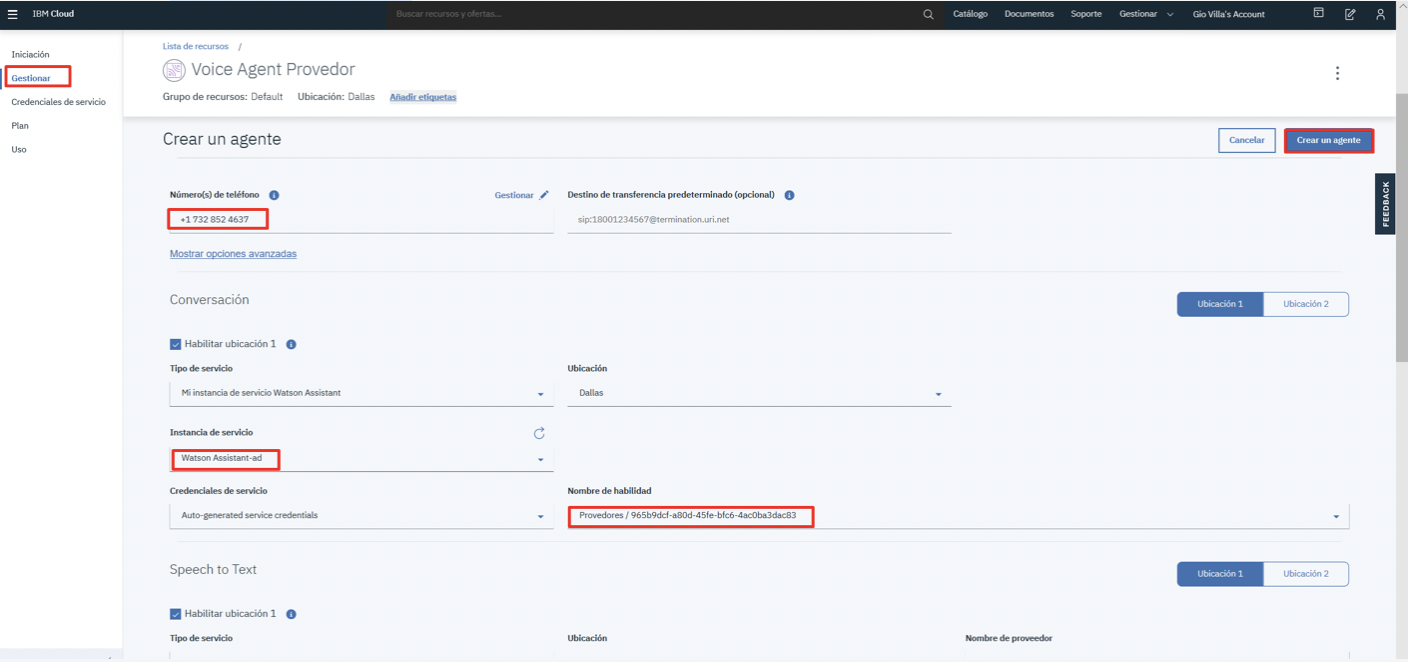 IBM Cloud
Buscar recursos y ofertas...
Catálogo
Documentos
Soporte
Gestionar
Gio Villa's Account
Iniciación
Gestionar
Credenciales de servicio
Plan
Uso
Lista de recursos /
Voice Agent Provedor
Grupo de recursos: Default Ubicación: Dallas Añadir etiquetas
Crear un agente
Cancelar
Crear un agente
FEEDBACK
Número(s) de teléfono
Gestionar
Destino de transferencia predeterminado (opcional)
+1 732 852 4637
sip:18001234567@termination.uri.net
Mostrar opciones avanzadas
Conversación
Ubicación 1
Ubicación 2
Habilitar ubicación 1
Tipo de servicio
Ubicación
Mi instancia de servicio Watson Assistant
Dallas
Instancia de servicio
Watson Assistant-ad
Credenciales de servicio
Nombre de habilidad
Auto-generated service credentials
Provedores / 965b9dcf-a80d-45fe-bfc6-4ac0ba3dac83
Speech to Text
Ubicación 1
Ubicación 2
Habilitar ubicación 1
Tipo de servicio
Ubicación
Nombre de proveedor